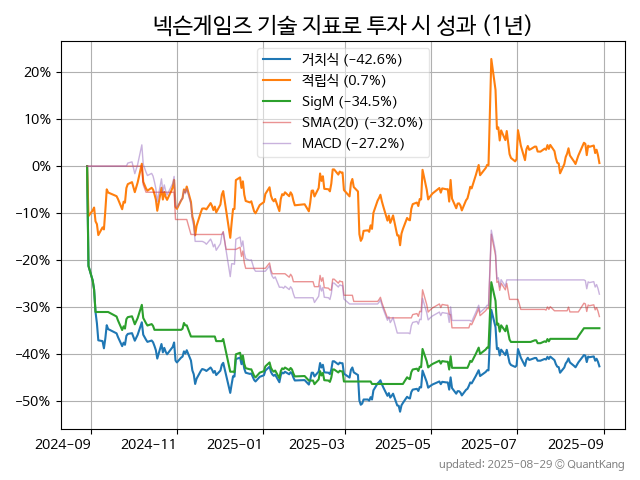 넥슨게임즈 기술 지표로 투자 시 성과 (1년)
거치식 (−42.6%)
적립식 (0.7%)
SigM (−34.5%)
SMA(20) (−32.0%)
MACD (−27.2%)
20%
10%
0%
−10%
−20%
−30%
−40%
−50%
2024-09 2024-11 2025-01 2025-03 2025-05 2025-07 2025-09
updated: 2025-08-29 © QuantKang